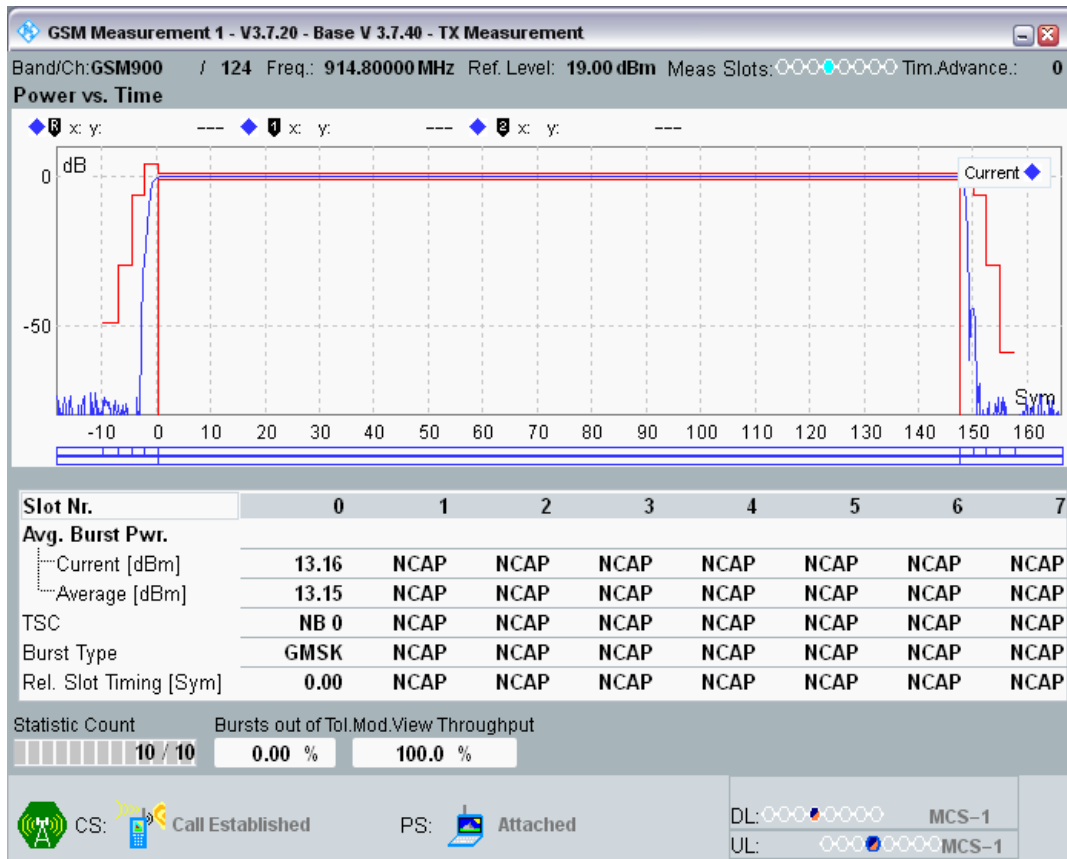 GSM Measurement 1 - V3.7.20 - Base V 3.7.40 - TX Measurement
Band/Ch:GSM900 / 124 Freq.: 914.80000 MHz Ref. Level: 19.00 dBm Meas Slots: Tim.Advance.: 0
Power vs. Time
R x: y: --- 1 x: y: --- 2 x: y: ---
dB
Current
0
-50
Sym
-10 0 10 20 30 40 50 60 70 80 90 100 110 120 130 140 150 160
Slot Nr. 0 1 2 3 4 5 6 7
Avg. Burst Pwr.
Current [dBm] 13.16 NCAP NCAP NCAP NCAP NCAP NCAP NCAP
Average [dBm] 13.15 NCAP NCAP NCAP NCAP NCAP NCAP NCAP
TSC NB 0 NCAP NCAP NCAP NCAP NCAP NCAP NCAP
Burst Type GMSK NCAP NCAP NCAP NCAP NCAP NCAP NCAP
Rel. Slot Timing [Sym] 0.00 NCAP NCAP NCAP NCAP NCAP NCAP NCAP
Statistic Count Bursts out of Tol.Mod.View Throughput
10 / 10 0.00 % 100.0 %
CS: Call Established PS: Attached DL: MCS-1
UL: MCS-1